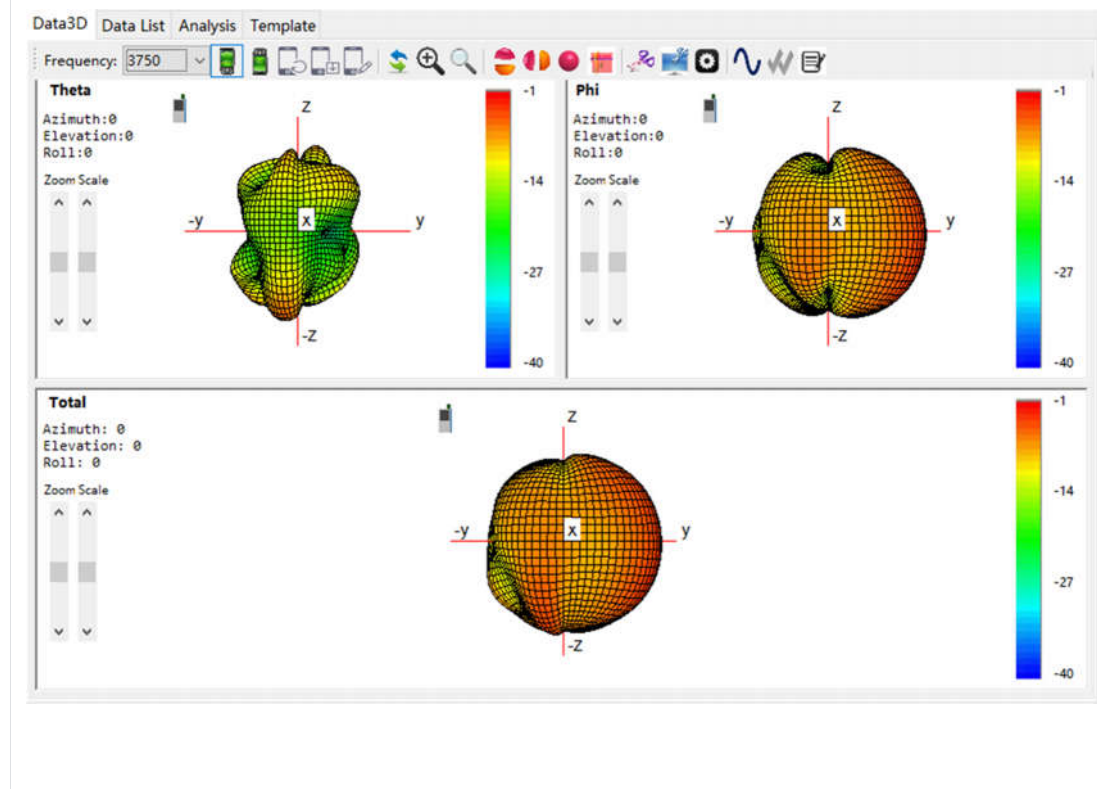 Data3D Data List Analysis Template
Frequency: 3750
Theta
Azimuth:0
Elevation:0
Roll:0
Zoom Scale
Z
-y
X
y
-Z
-1
-14
-27
-40
Phi
Azimuth:0
Elevation:0
Roll:0
Zoom Scale
Z
-y
X
y
-Z
-1
-14
-27
-40
Total
Azimuth: 0
Elevation: 0
Roll: 0
Zoom Scale
Z
-y
X
y
-Z
-1
-14
-27
-40